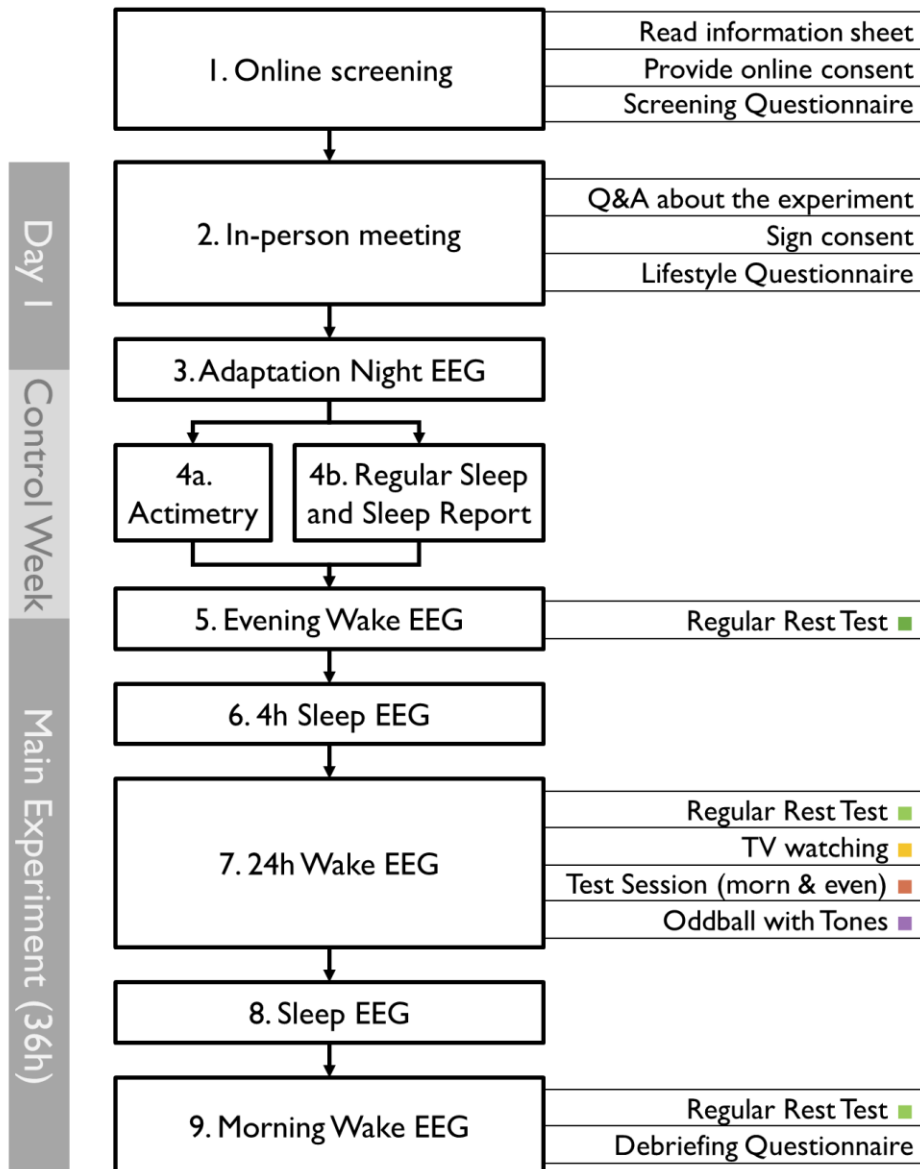 1. Online screening
Read information sheet
Provide online consent
Screening Questionnaire
Day 1
2. In-person meeting
Q&A about the experiment
Sign consent
Lifestyle Questionnaire
3. Adaptation Night EEG
Control Week
4a.
Actimetry
4b. Regular Sleep
and Sleep Report
5. Evening Wake EEG
Regular Rest Test
Main Experiment (36h)
6. 4h Sleep EEG
7. 24h Wake EEG
Regular Rest Test
TV watching
Test Session (morn & even)
Oddball with Tones
8. Sleep EEG
9. Morning Wake EEG
Regular Rest Test
Debriefing Questionnaire